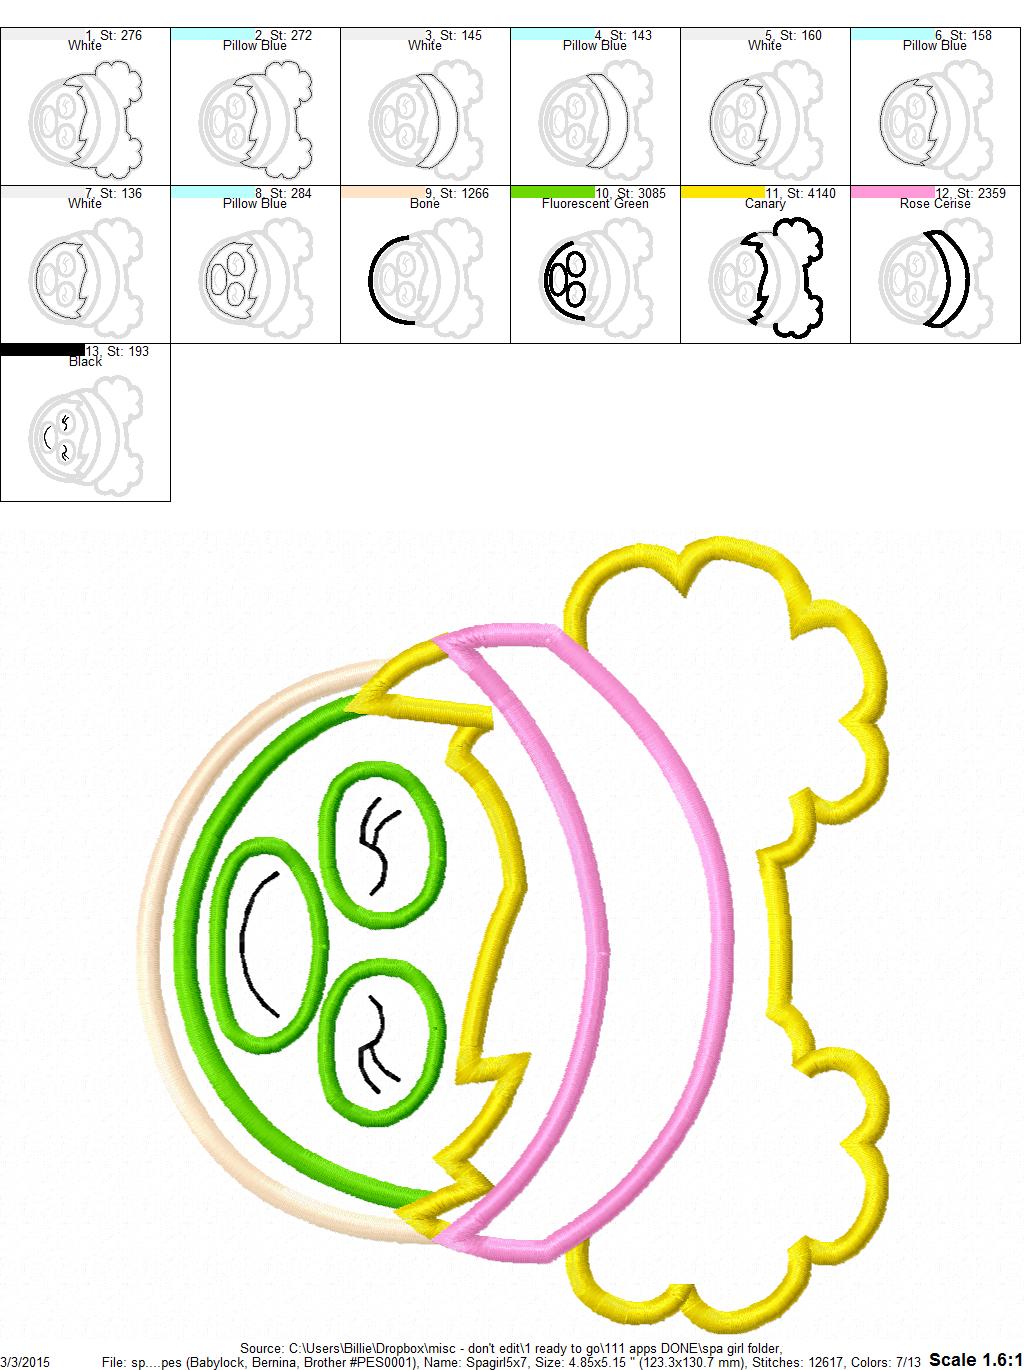 1, St: 276
White
2, St: 272
Pillow Blue
3, St: 145
White
4, St: 143
Pillow Blue
5, St: 160
White
6, St: 158
Pillow Blue
7, St: 136
White
8, St: 284
Pillow Blue
9, St: 1266
Bone
10, St: 3085
Fluorescent Green
11, St: 4140
Canary
12, St: 2359
Rose Cerise
13, St: 193
Black
Source: C:\Users\Billie\Dropbox\misc - don't edit\1 ready to go\111 apps DONE\spa girl folder,
3/3/2015 File: sp....pes (Babylock, Bernina, Brother #PES0001), Name: Spagirl5x7, Size: 4.85x5.15 " (123.3x130.7 mm), Stitches: 12617, Colors: 7/13 Scale 1.6:1